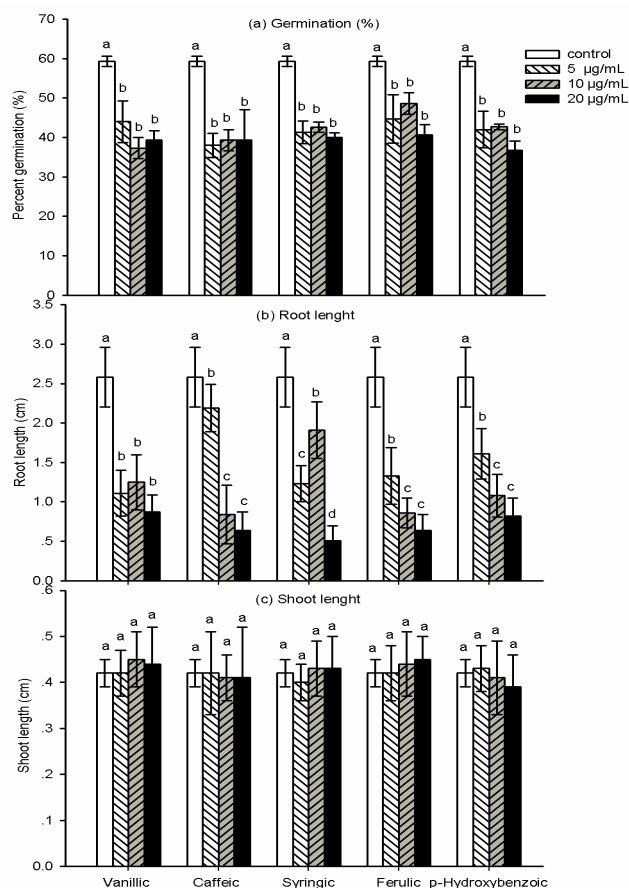 (a) Germination (%)
70
60
50
40
30
20
10
0
Percent germination (%)
control
5 µg/mL
10 µg/mL
20 µg/mL
a b b b a b b b a b b b a b b b a b b b
(b) Root lenght
3.5
3.0
2.5
2.0
1.5
1.0
.5
0.0
Root length (cm)
a b b b a b c c a c b d a b c c a b c c
(c) Shoot lenght
.6
.5
.4
.3
.2
.1
0.0
Shoot length (cm)
a a a a a a a a a a a a a a a a a a a a
Vanillic Caffeic Syringic Ferulic p-Hydroxybenzoic